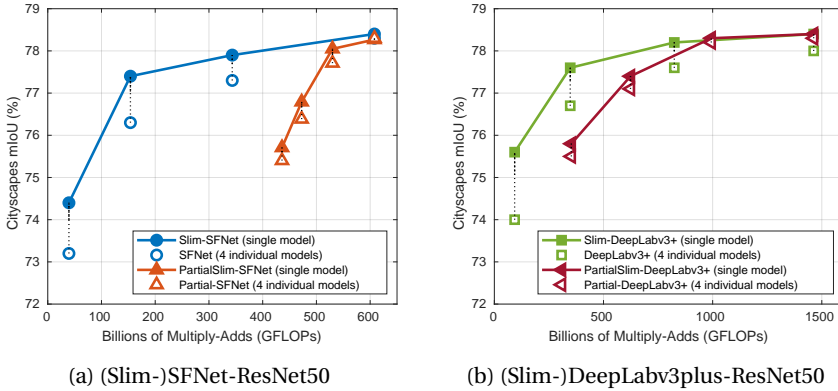 79
78
77
76
75
74
73
72
Cityscapes mIoU (%)
Slim-SFNet (single model)
SFNet (4 individual models)
PartialSlim-SFNet (single model)
Partial-SFNet (4 individual models)
0 100 200 300 400 500 600
Billions of Multiply-Adds (GFLOPs)
(a) (Slim-)SFNet-ResNet50
79
78
77
76
75
74
73
72
Cityscapes mIoU (%)
Slim-DeepLabv3+ (single model)
DeepLabv3+ (4 individual models)
PartialSlim-DeepLabv3+ (single model)
Partial-DeepLabv3+ (4 individual models)
0 500 1000 1500
Billions of Multiply-Adds (GFLOPs)
(b) (Slim-)DeepLabv3plus-ResNet50